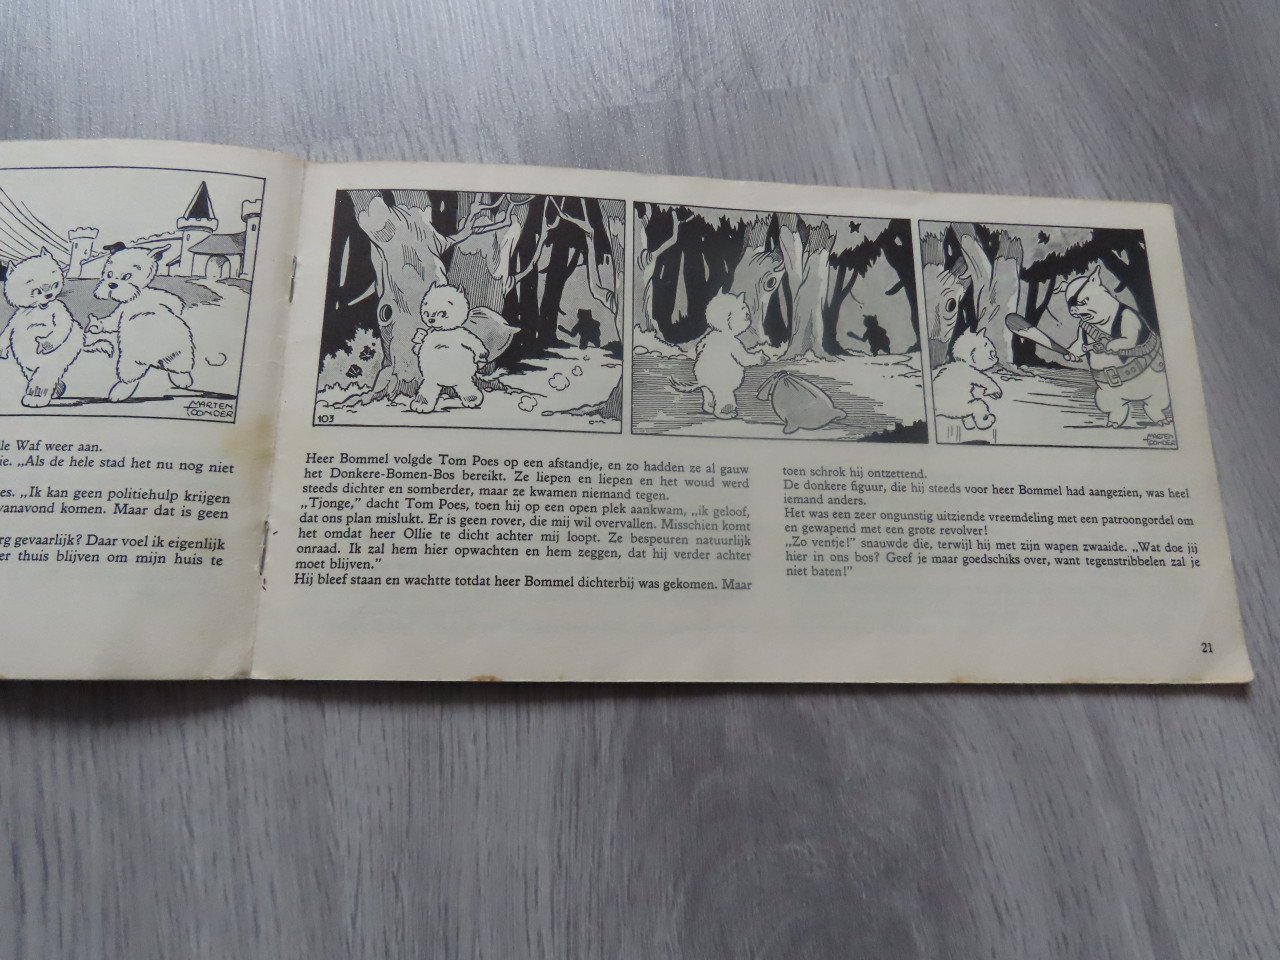 MARTEN
TOONDER
lle Waf weer aan.
ie. „Als de hele stad het nu nog niet
es. „Ik kan geen politiehulp krijgen
vanavond komen. Maar dat is geen
rg gevaarlijk? Daar voel ik eigenlijk
er thuis blijven om mijn huis te
103
MARTEN
TOONDER
Heer Bommel volgde Tom Poes op een afstandje, en zo hadden ze al gauw
het Donkere-Bomen-Bos bereikt. Ze liepen en liepen en het woud werd
steeds dichter en somberder, maar ze kwamen niemand tegen.
„Tjonge,” dacht Tom Poes, toen hij op een open plek aankwam, „ik geloof,
dat ons plan mislukt. Er is geen rover, die mij wil overvallen. Misschien komt
het omdat heer Ollie te dicht achter mij loopt. Ze bespeuren natuurlijk
onraad. Ik zal hem hier opwachten en hem zeggen, dat hij verder achter
moet blijven.”
Hij bleef staan en wachtte totdat heer Bommel dichterbij was gekomen. Maar
toen schrok hij ontzettend.
De donkere figuur, die hij steeds voor heer Bommel had aangezien, was heel
iemand anders.
Het was een zeer ongunstig uitziende vreemdeling met een patroongordel om
en gewapend met een grote revolver!
„Zo ventje!” snauwde die, terwijl hij met zijn wapen zwaaide. „Wat doe jij
hier in ons bos? Geef je maar goedschiks over, want tegenstribbelen zal je
niet baten!”
21